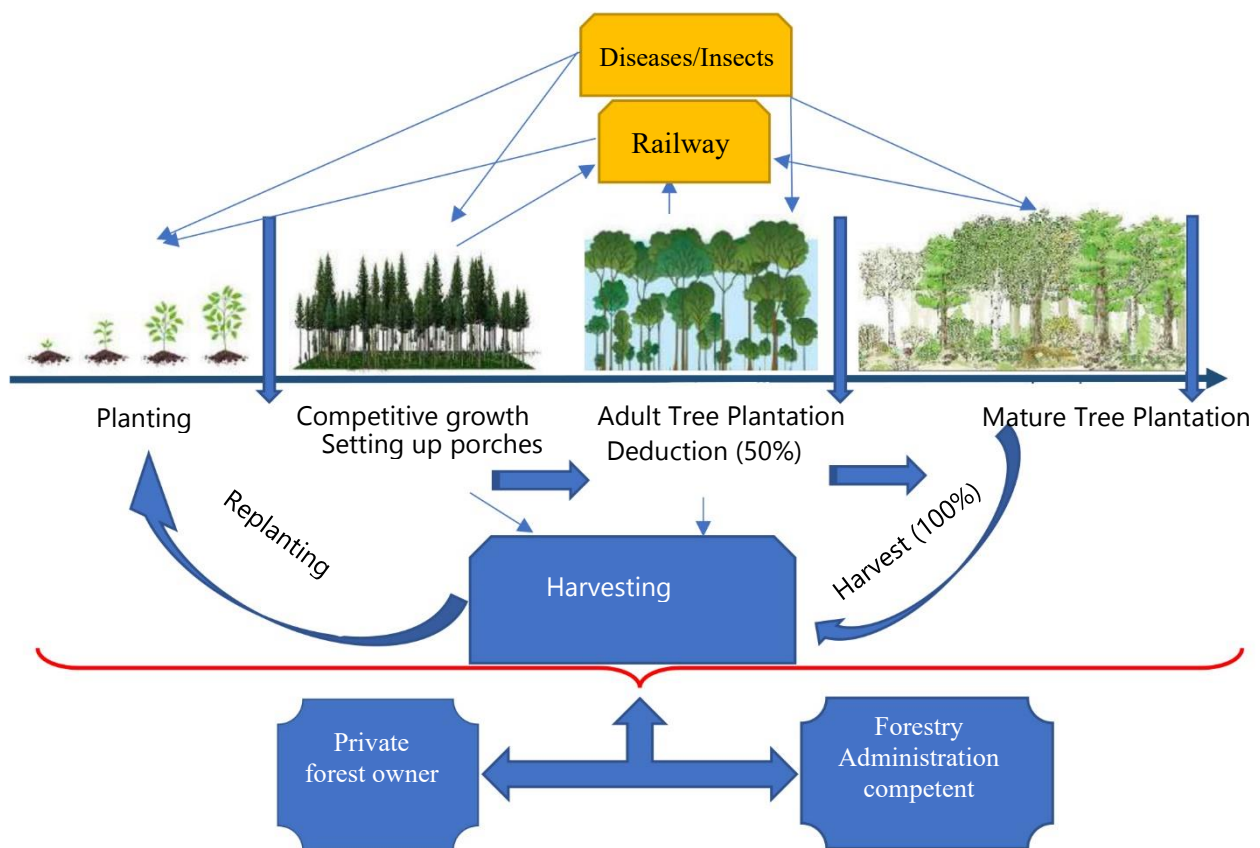 Diseases/Insects
Railway
Planting
Competitive growth
Setting up porches
Adult Tree Plantation
Deduction (50%)
Mature Tree Plantation
Replanting
Harvest (100%)
Harvesting
Private
forest owner
Forestry
Administration
competent